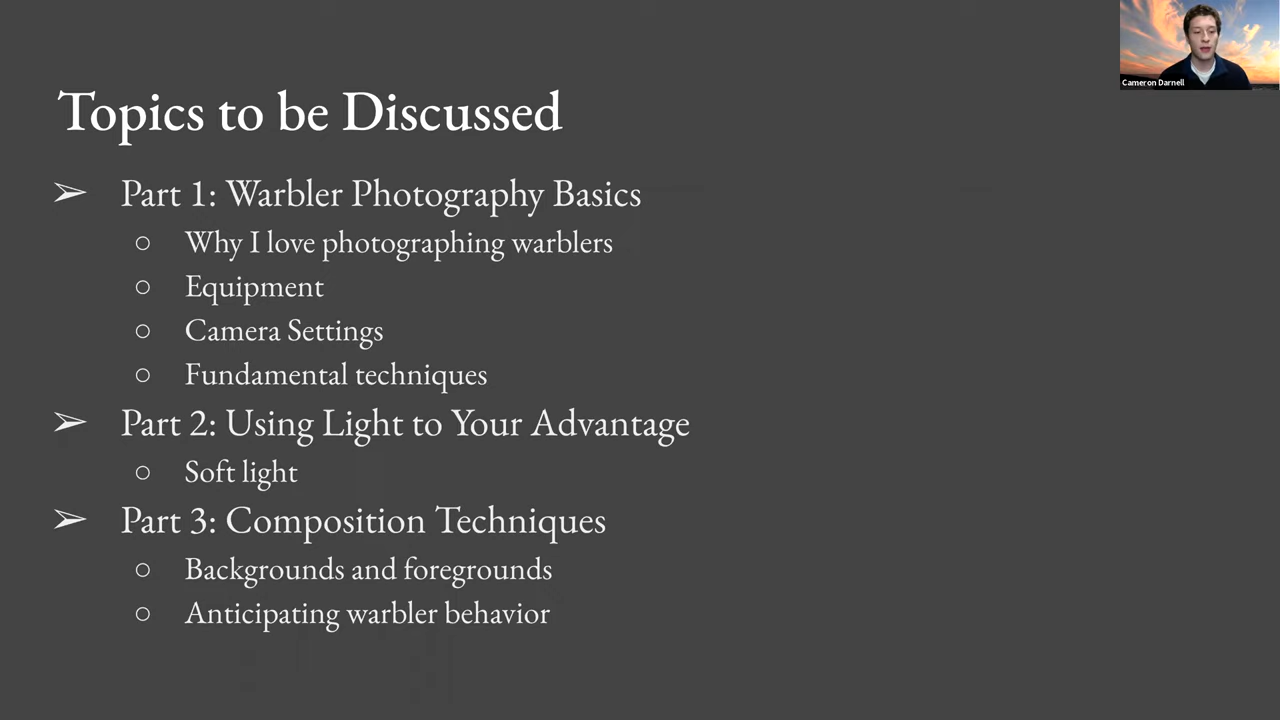 Cameron Darnell
Topics to be Discussed
➢ Part 1: Warbler Photography Basics
○ Why I love photographing warblers
○ Equipment
○ Camera Settings
○ Fundamental techniques
➢ Part 2: Using Light to Your Advantage
○ Soft light
➢ Part 3: Composition Techniques
○ Backgrounds and foregrounds
○ Anticipating warbler behavior